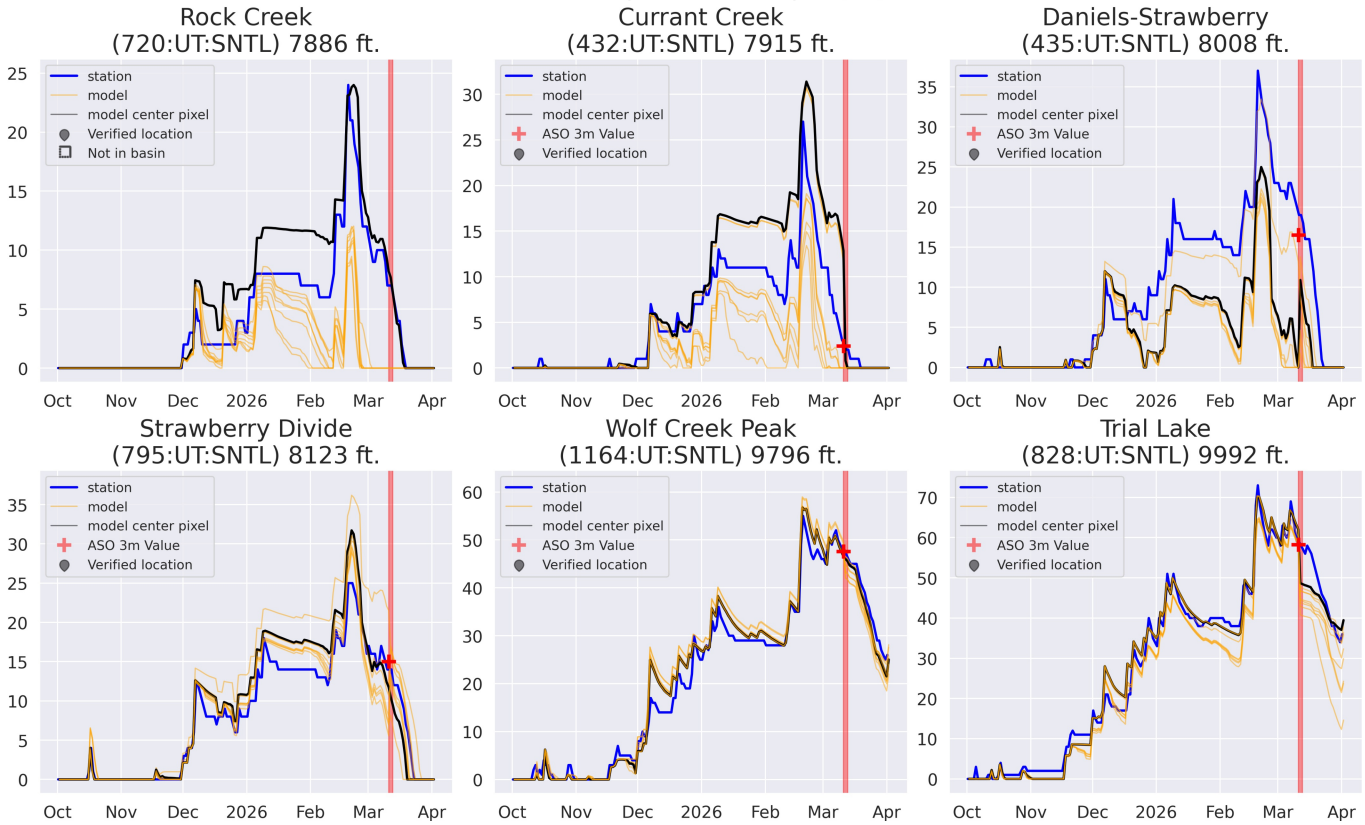 Rock Creek
(720:UT:SNTL) 7886 ft.
25
20
15
10
5
0
station
model
model center pixel
Verified location
Not in basin
Oct Nov Dec 2026 Feb Mar Apr
Currant Creek
(432:UT:SNTL) 7915 ft.
30
25
20
15
10
5
0
station
model
model center pixel
ASO 3m Value
Verified location
Oct Nov Dec 2026 Feb Mar Apr
Daniels-Strawberry
(435:UT:SNTL) 8008 ft.
35
30
25
20
15
10
5
0
station
model
model center pixel
ASO 3m Value
Verified location
Oct Nov Dec 2026 Feb Mar Apr
Strawberry Divide
(795:UT:SNTL) 8123 ft.
35
30
25
20
15
10
5
0
station
model
model center pixel
ASO 3m Value
Verified location
Oct Nov Dec 2026 Feb Mar Apr
Wolf Creek Peak
(1164:UT:SNTL) 9796 ft.
60
50
40
30
20
10
0
station
model
model center pixel
ASO 3m Value
Verified location
Oct Nov Dec 2026 Feb Mar Apr
Trial Lake
(828:UT:SNTL) 9992 ft.
70
60
50
40
30
20
10
0
station
model
model center pixel
ASO 3m Value
Verified location
Oct Nov Dec 2026 Feb Mar Apr